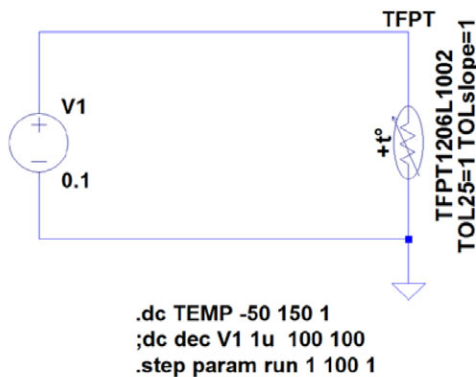 TFPT
V1
+
+t°
TFPT1206L1002
TOL25=1 TOLslope=1
0.1
.dc TEMP -50 150 1
;dc dec V1 1u 100 100
.step param run 1 100 1